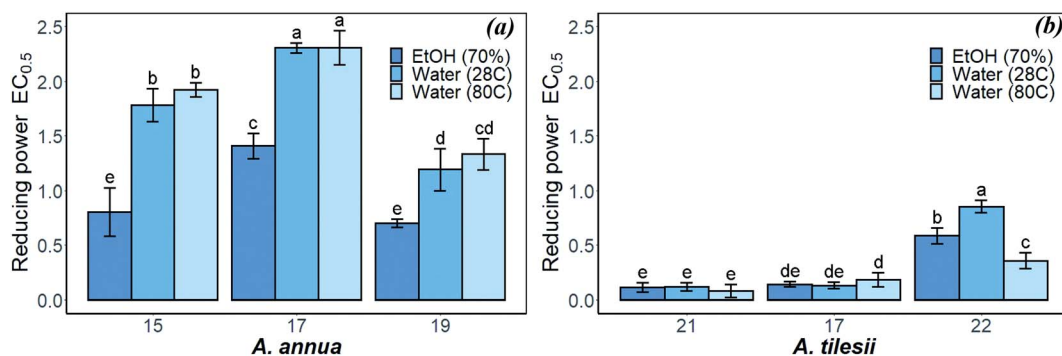 (a)
Reducing power EC0.5
2.5
2.0
1.5
1.0
0.5
0.0
EtOH (70%)
Water (28C)
Water (80C)
e b b
c a a
e d cd
15 17 19
A. annua
(b)
Reducing power EC0.5
2.5
2.0
1.5
1.0
0.5
0.0
EtOH (70%)
Water (28C)
Water (80C)
e e e
de de d
b a c
21 17 22
A. tilesii